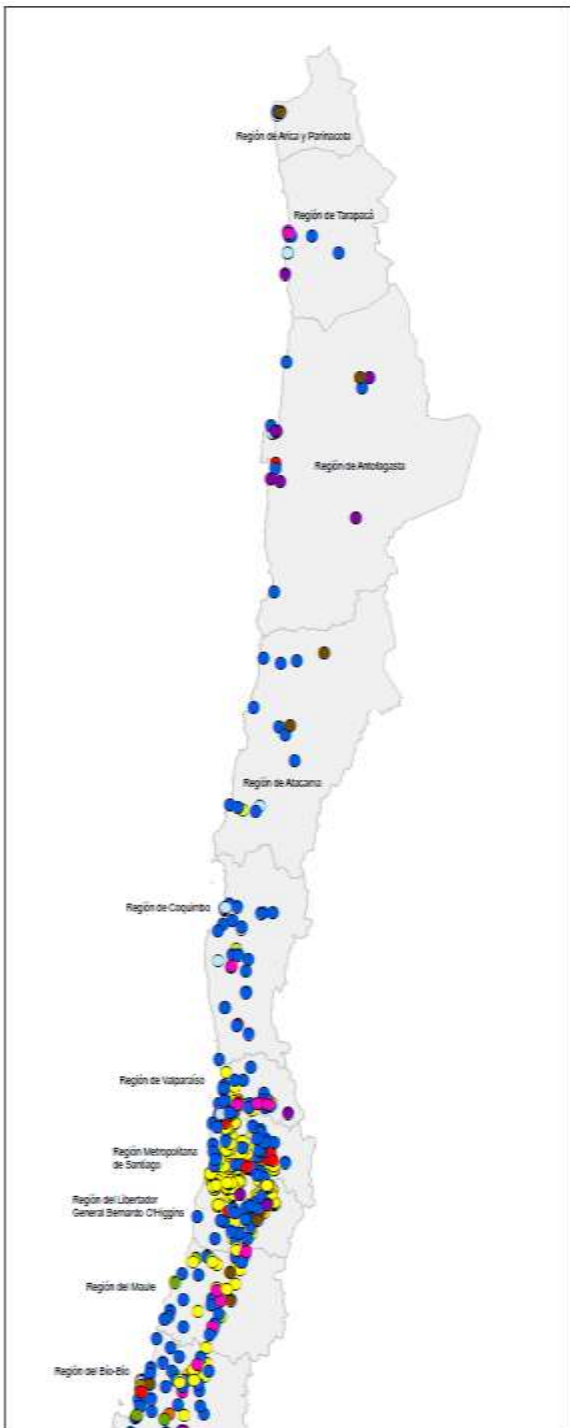 Región de Arica y Parinacota
Región de Tarapacá
Región de Antofagasta
Región de Atacama
Región de Coquimbo
Región de Valparaíso
Región Metropolitana
de Santiago
Región del Libertador
General Bernardo O'Higgins
Región del Maule
Región del Bío-Bío